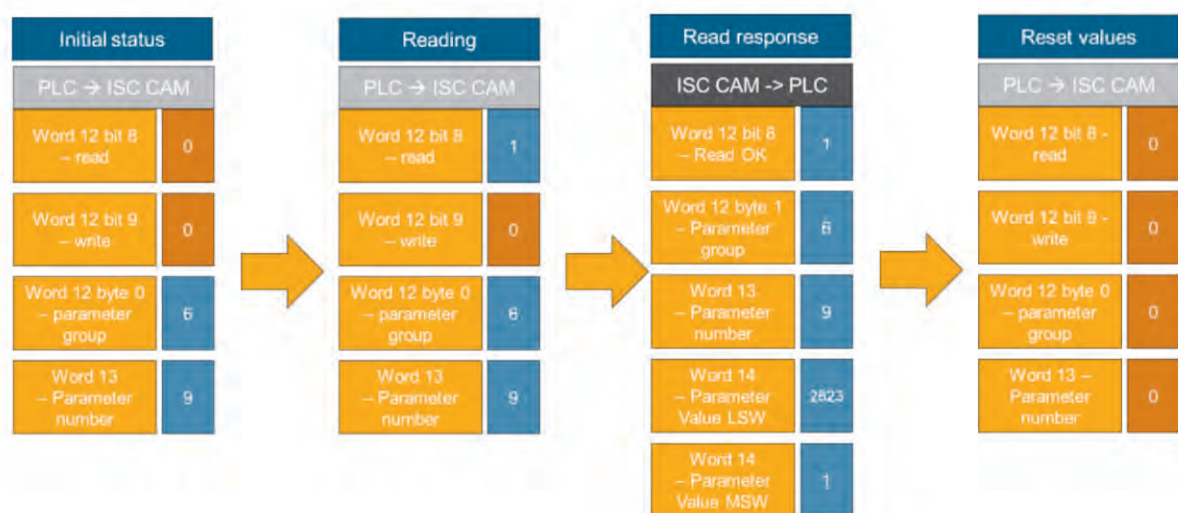 Initial status
PLC → ISC CAM
Word 12 bit 8
– read
0
Word 12 bit 9
– write
0
Word 12 byte 0
– parameter
group
6
Word 13
– Parameter
number
9
Reading
PLC → ISC CAM
Word 12 bit 8
– read
1
Word 12 bit 9
– write
0
Word 12 byte 0
– parameter
group
6
Word 13
– Parameter
number
9
Read response
ISC CAM -> PLC
Word 12 bit 8
– Read OK
1
Word 12 byte 1
– Parameter
group
6
Word 13
– Parameter
number
9
Word 14
– Parameter
Value LSW
2823
Word 14
– Parameter
Value MSW
1
Reset values
PLC → ISC CAM
Word 12 bit 8 -
read
0
Word 12 bit 9 -
write
0
Word 12 byte 0
– parameter
group
0
Word 13 –
Parameter
number
0